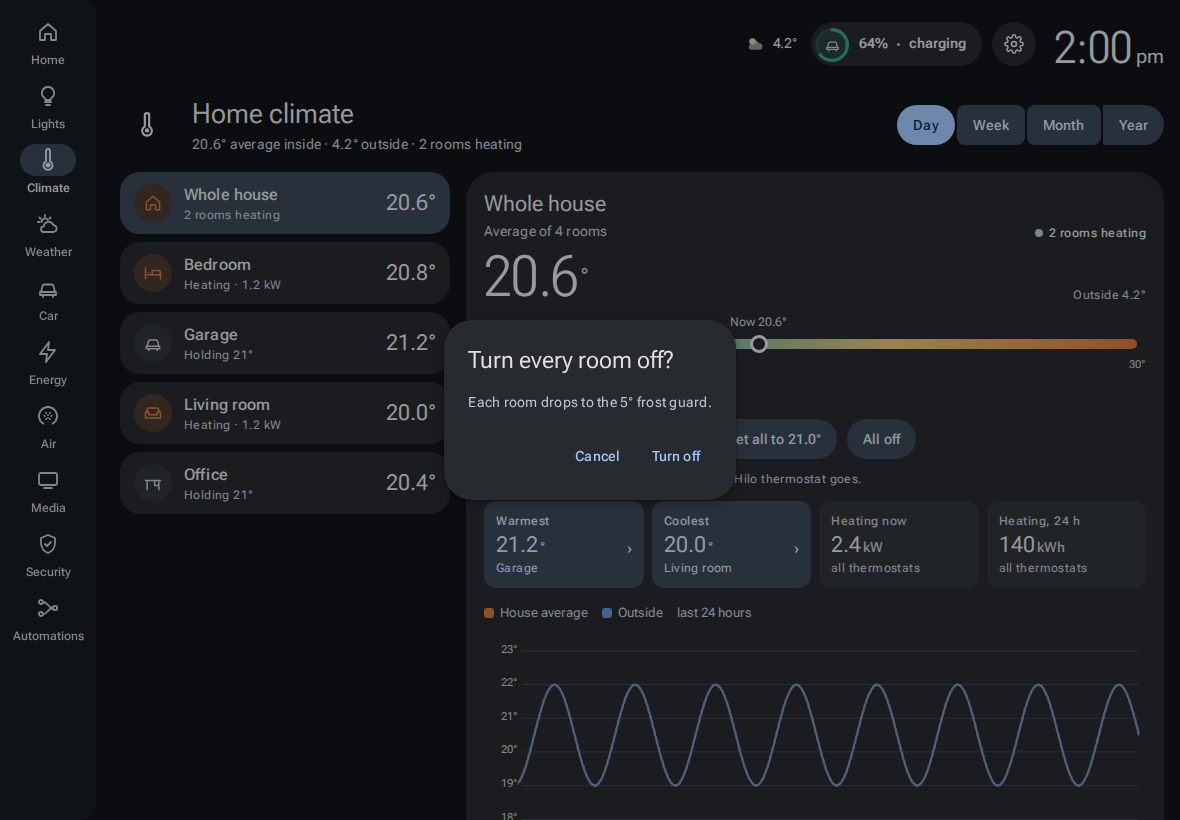 Home
Lights
Climate
Weather
Car
Energy
Air
Media
Security
Automations
4.2°
64% · charging
2:00 pm
Home climate
20.6° average inside · 4.2° outside · 2 rooms heating
Day
Week
Month
Year
Whole house
2 rooms heating
20.6°
Bedroom
Heating · 1.2 kW
20.8°
Garage
Holding 21°
21.2°
Living room
Heating · 1.2 kW
20.0°
Office
Holding 21°
20.4°
Whole house
Average of 4 rooms
2 rooms heating
20.6°
Outside 4.2°
Now 20.6°
30°
Turn every room off?
Each room drops to the 5° frost guard.
Cancel
Turn off
et all to 21.0°
All off
Hilo thermostat goes.
Warmest
21.2°
Garage
›
Coolest
20.0°
Living room
›
Heating now
2.4 kW
all thermostats
Heating, 24 h
140 kWh
all thermostats
House average
Outside
last 24 hours
23°
22°
21°
20°
19°
18°